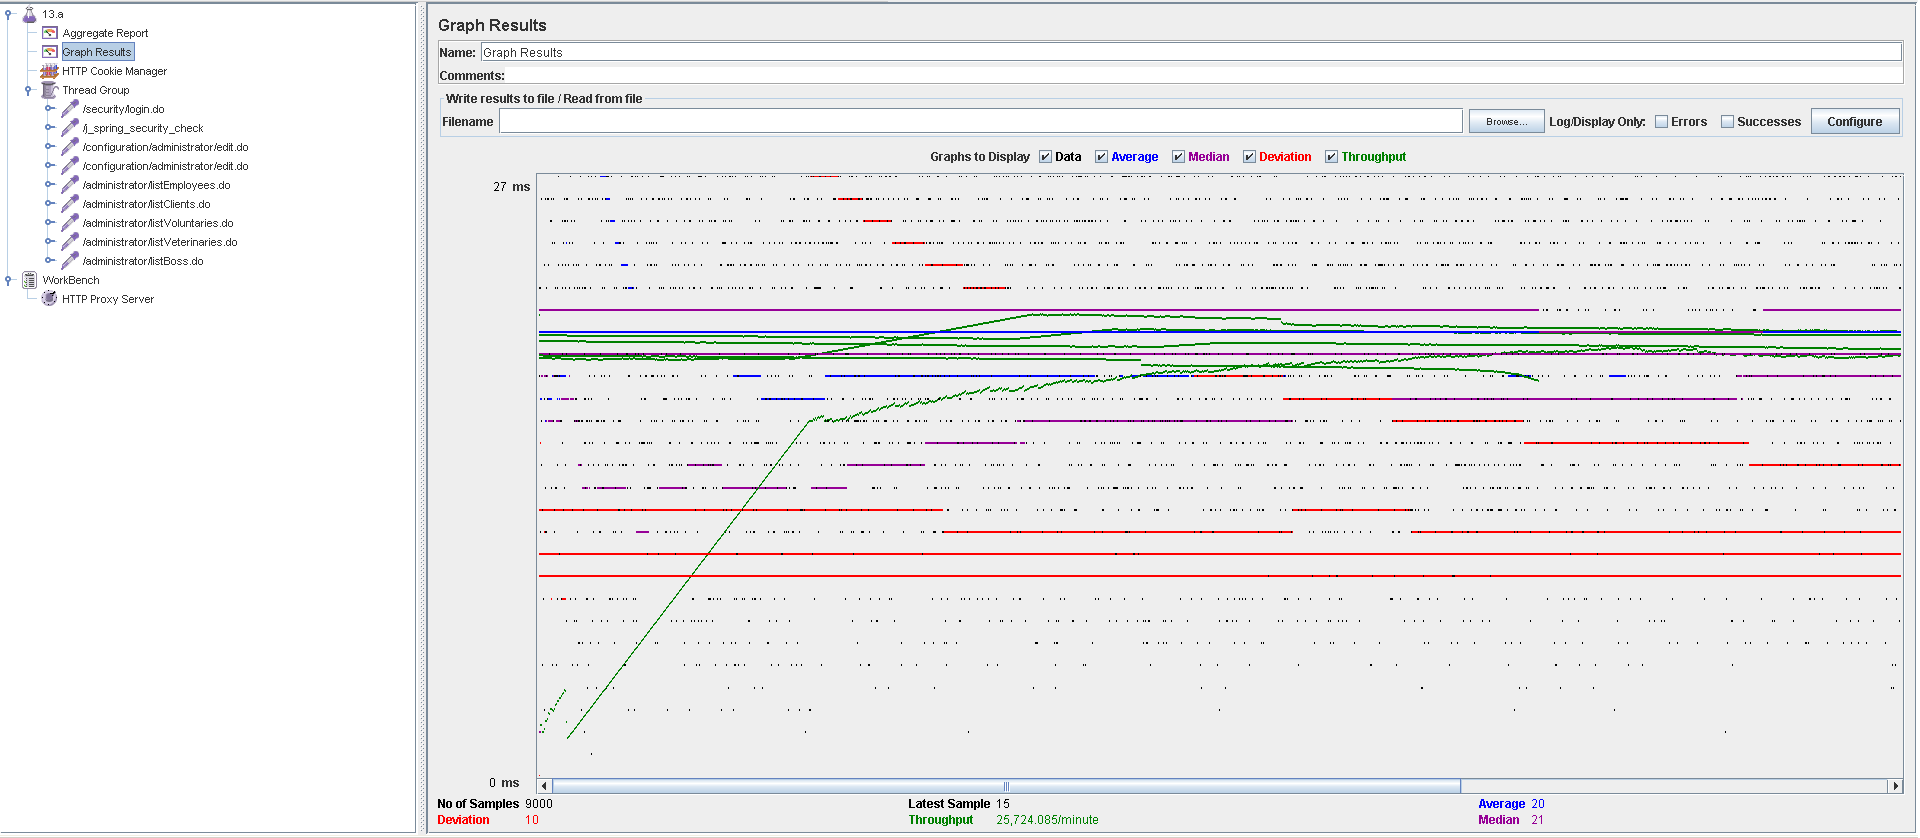 13.a
Aggregate Report
Graph Results
HTTP Cookie Manager
Thread Group
/security/login.do
/j_spring_security_check
/configuration/administrator/edit.do
/configuration/administrator/edit.do
/administrator/listEmployees.do
/administrator/listClients.do
/administrator/listVoluntaries.do
/administrator/listVeterinaries.do
/administrator/listBoss.do
WorkBench
HTTP Proxy Server
Graph Results
Name: Graph Results
Comments:
Write results to file / Read from file
Filename Browse... Log/Display Only: Errors Successes Configure
Graphs to Display Data Average Median Deviation Throughput
27 ms
0 ms
No of Samples 9000 Latest Sample 15 Average 20
Deviation 10 Throughput 25,724.085/minute Median 21